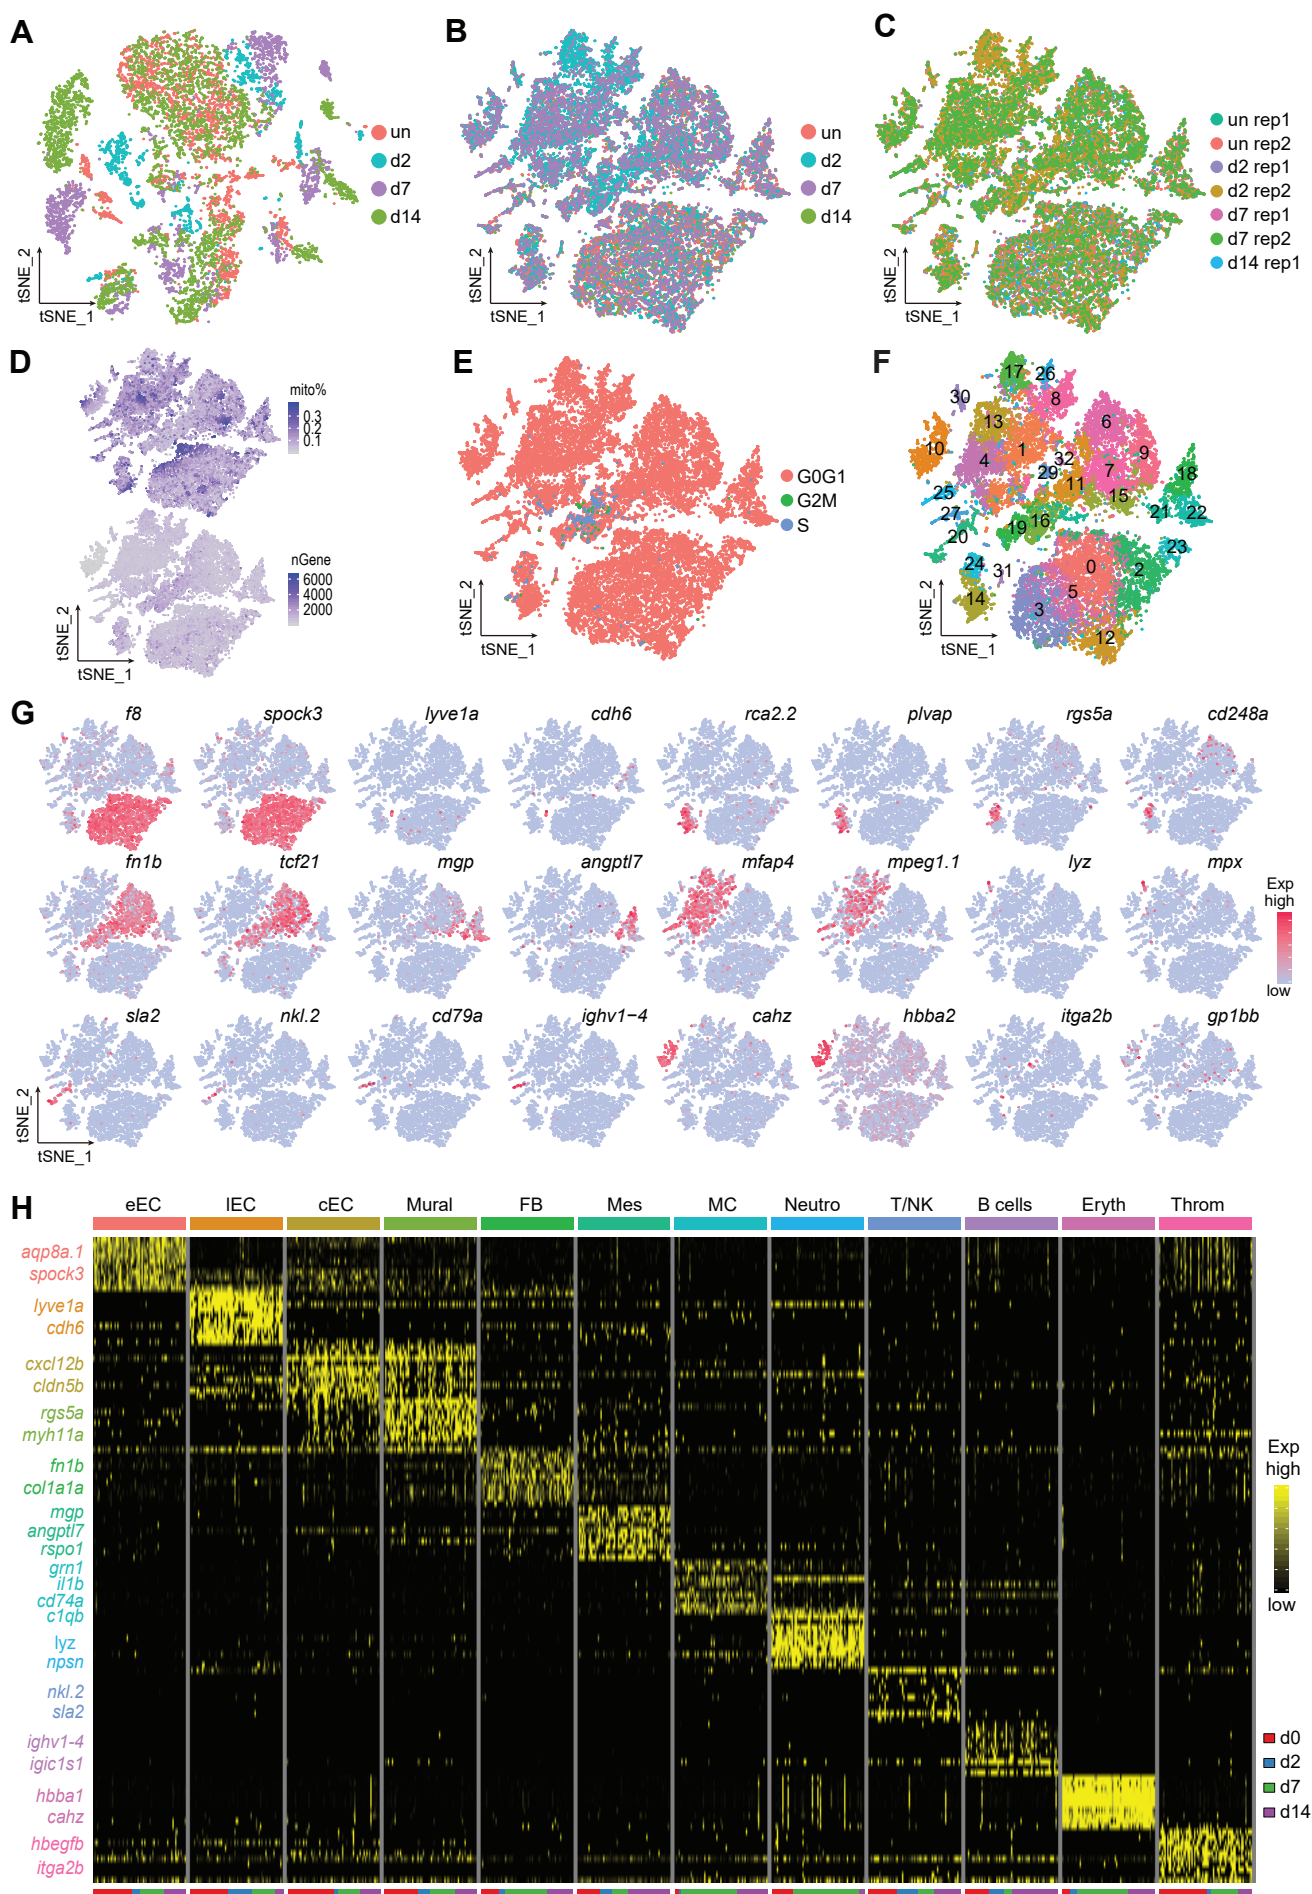 A
un
d2
d7
d14
tSNE_2
tSNE_1
B
un
d2
d7
d14
tSNE_2
tSNE_1
C
un rep1
un rep2
d2 rep1
d2 rep2
d7 rep1
d7 rep2
d14 rep1
tSNE_2
tSNE_1
D
mito%
0.3
0.2
0.1
nGene
6000
4000
2000
tSNE_2
tSNE_1
E
G0G1
G2M
S
tSNE_2
tSNE_1
F
17
26
30
8
13
6
10
1
9
4
32
7
29
18
11
15
25
27
19
16
21
22
20
23
24
31
0
2
14
5
3
12
tSNE_2
tSNE_1
G
f8 spock3 lyve1a cdh6 rca2.2 plvap rgs5a cd248a
fn1b tcf21 mgp angptl7 mfap4 mpeg1.1 lyz mpx
Exp
high
low
sla2 nkl.2 cd79a ighv1−4 cahz hbba2 itga2b gp1bb
tSNE_2
tSNE_1
H
eEC lEC cEC Mural FB Mes MC Neutro T/NK B cells Eryth Throm
aqp8a.1
spock3
lyve1a
cdh6
cxcl12b
cldn5b
rgs5a
myh11a
fn1b
col1a1a
mgp
angptl7
rspo1
grn1
il1b
cd74a
c1qb
lyz
npsn
nkl.2
sla2
ighv1-4
igic1s1
hbba1
cahz
hbegfb
itga2b
Exp
high
low
d0
d2
d7
d14